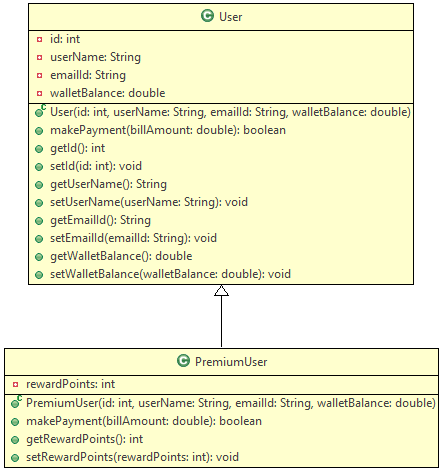 User
id: int
userName: String
emailId: String
walletBalance: double
User(id: int, userName: String, emailId: String, walletBalance: double)
makePayment(billAmount: double): boolean
getId(): int
setId(id: int): void
getUserName(): String
setUserName(userName: String): void
getEmailId(): String
setEmailId(emailId: String): void
getWalletBalance(): double
setWalletBalance(walletBalance: double): void
PremiumUser
rewardPoints: int
PremiumUser(id: int, userName: String, emailId: String, walletBalance: double)
makePayment(billAmount: double): boolean
getRewardPoints(): int
setRewardPoints(rewardPoints: int): void